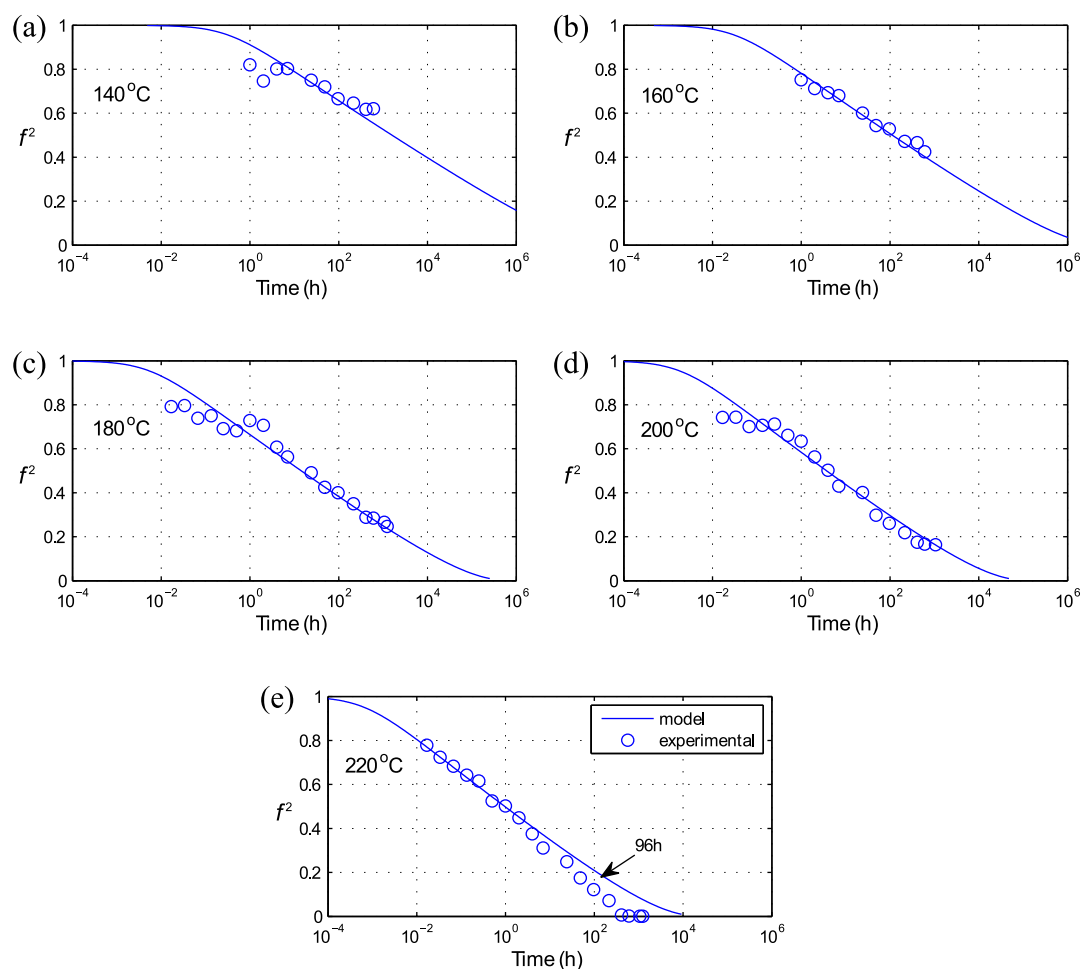 (a)
1
0.8
0.6
0.4
0.2
0
f²
140°C
10⁻⁴ 10⁻² 10⁰ 10² 10⁴ 10⁶
Time (h)
(b)
1
0.8
0.6
0.4
0.2
0
f²
160°C
10⁻⁴ 10⁻² 10⁰ 10² 10⁴ 10⁶
Time (h)
(c)
1
0.8
0.6
0.4
0.2
0
f²
180°C
10⁻⁴ 10⁻² 10⁰ 10² 10⁴ 10⁶
Time (h)
(d)
1
0.8
0.6
0.4
0.2
0
f²
200°C
10⁻⁴ 10⁻² 10⁰ 10² 10⁴ 10⁶
Time (h)
(e)
1
0.8
0.6
0.4
0.2
0
f²
220°C
model
experimental
96h
10⁻⁴ 10⁻² 10⁰ 10² 10⁴ 10⁶
Time (h)